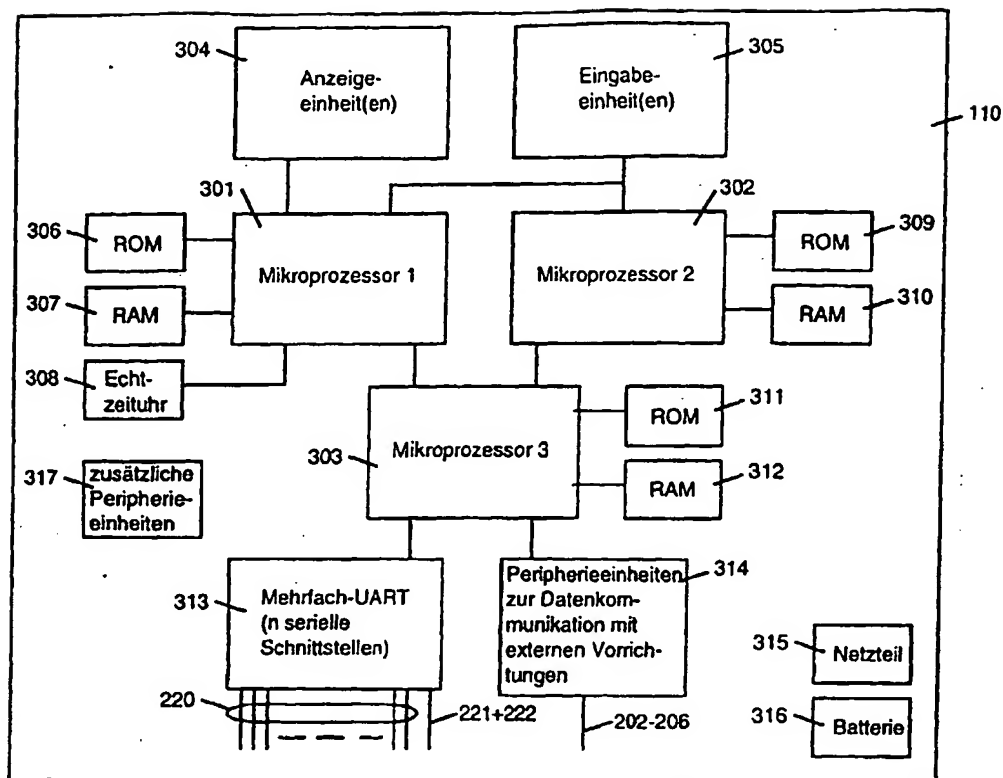 304
Anzeige-
einheit(en)
305
Eingabe-
einheit(en)
110
301
302
306
ROM
Mikroprozessor 1
Mikroprozessor 2
ROM
309
307
RAM
RAM
310
308
Echt-
zeituhr
303
Mikroprozessor 3
ROM
311
RAM
312
317
zusätzliche
Peripherie-
einheiten
313
Mehrfach-UART
(n serielle
Schnittstellen)
Peripherieeinheiten
zur Datenkom-
munikation mit
externen Vorrich-
tungen
314
315
Netzteil
316
Batterie
220
221+222
202-206